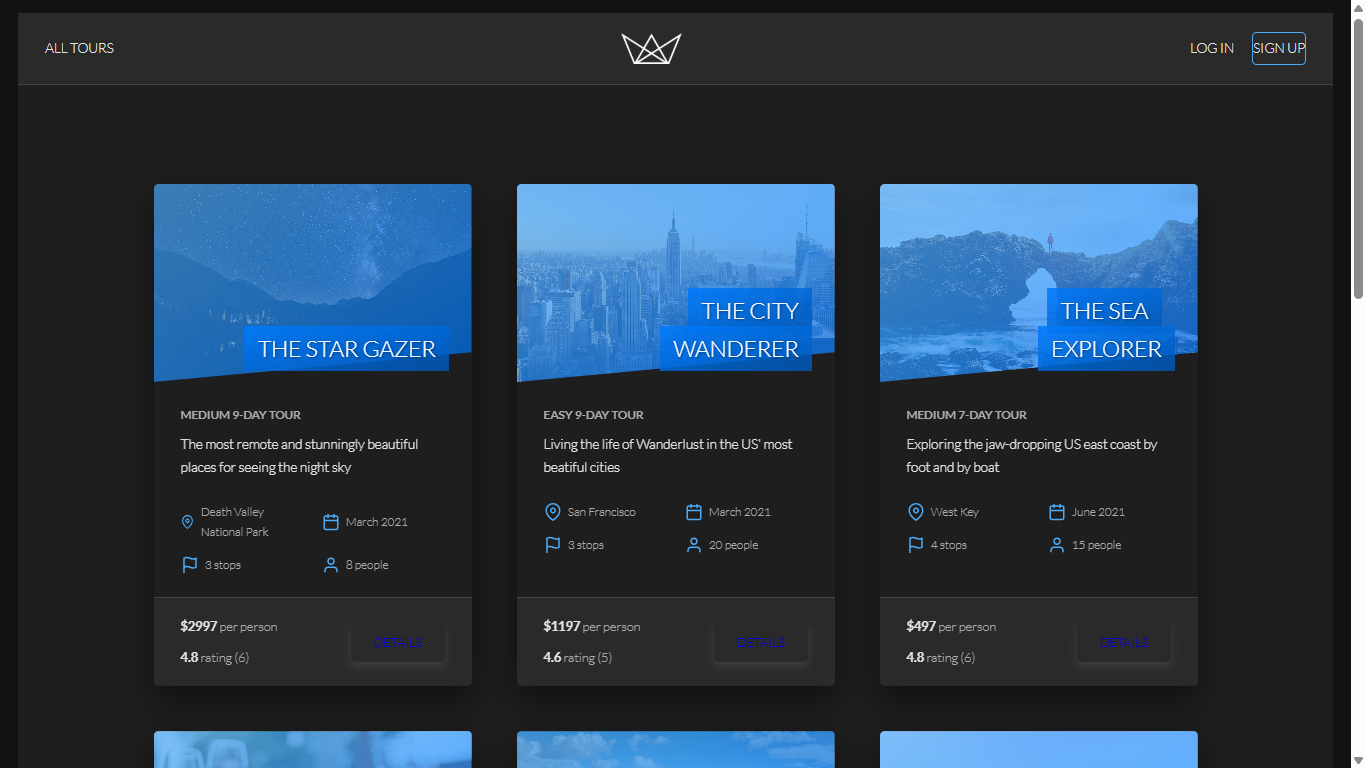 ALL TOURS
LOG IN
SIGN UP
THE STAR GAZER
MEDIUM 9-DAY TOUR
The most remote and stunningly beautiful
places for seeing the night sky
Death Valley
National Park
March 2021
3 stops
8 people
$2997 per person
4.8 rating (6)
DETAILS
THE CITY
WANDERER
EASY 9-DAY TOUR
Living the life of Wanderlust in the US' most
beatiful cities
San Francisco
March 2021
3 stops
20 people
$1197 per person
4.6 rating (5)
DETAILS
THE SEA
EXPLORER
MEDIUM 7-DAY TOUR
Exploring the jaw-dropping US east coast by
foot and by boat
West Key
June 2021
4 stops
15 people
$497 per person
4.8 rating (6)
DETAILS